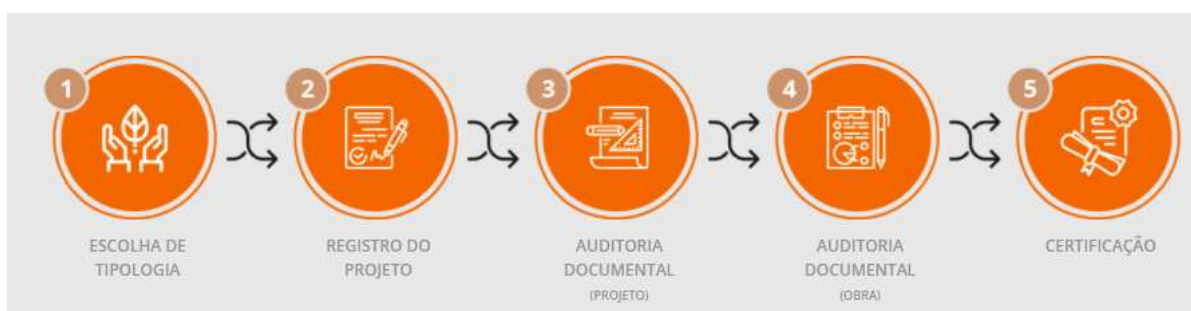 1
2
3
4
5
ESCOLHA DE
TIPOLOGIA
REGISTRO DO
PROJETO
AUDITORIA
DOCUMENTAL
(PROJETO)
AUDITORIA
DOCUMENTAL
(OBRA)
CERTIFICAÇÃO